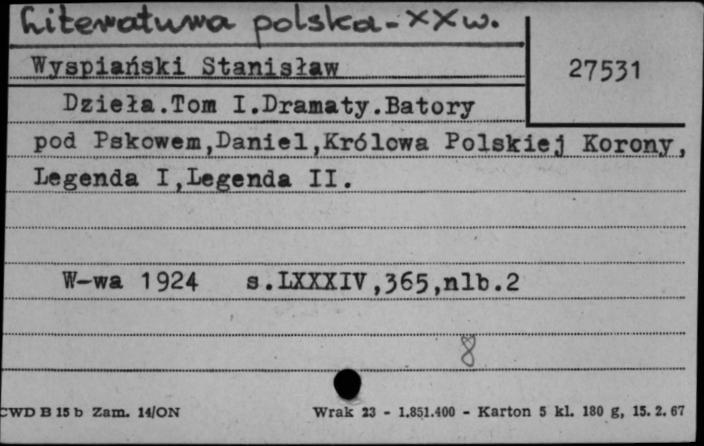 Literatura polska - XX w.
Wyspiański Stanisław
27531
Dzieła.Tom I.Dramaty.Batory
pod Pskowem,Daniel,Królowa Polskiej Korony,
Legenda I,Legenda II.
W-wa 1924 s.LXXXIV,365,nlb.2
8
CWD B 15 b Zam. 14/ON Wrak 23 - 1.851.400 - Karton 5 kl. 180 g, 15. 2. 67